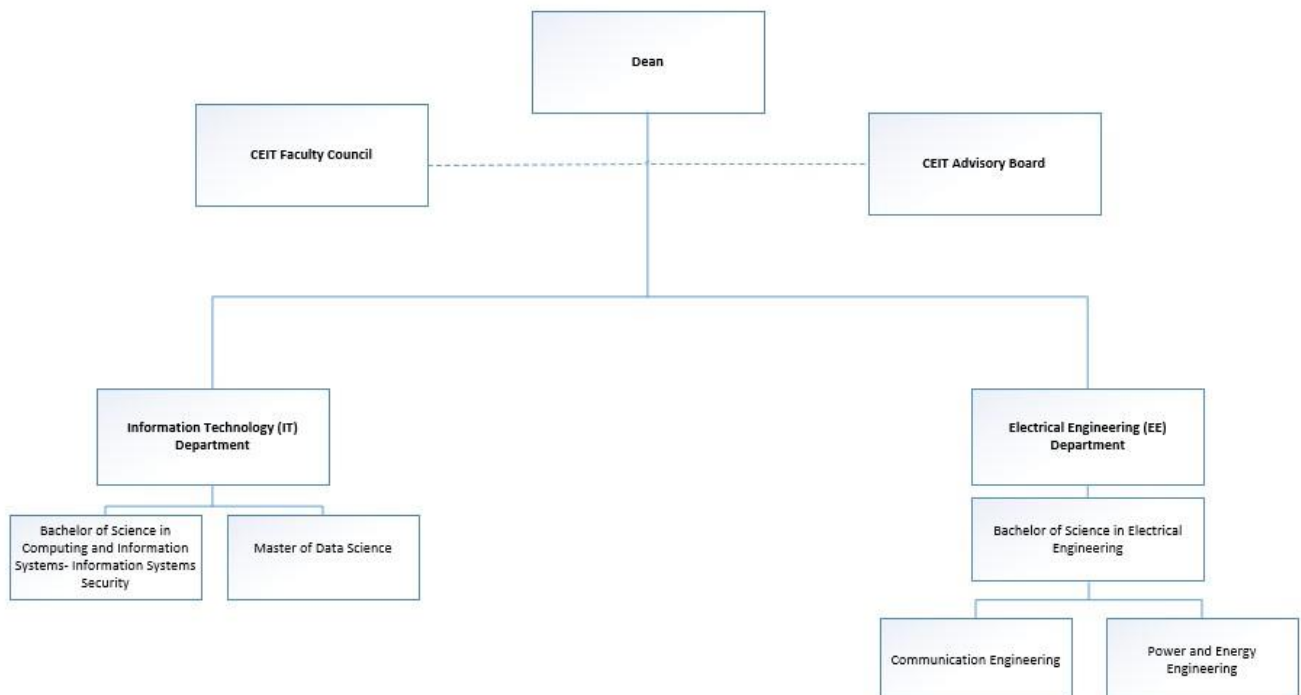 Dean
CEIT Faculty Council
CEIT Advisory Board
Information Technology (IT)
Department
Electrical Engineering (EE)
Department
Bachelor of Science in
Computing and Information
Systems- Information Systems
Security
Master of Data Science
Bachelor of Science in Electrical
Engineering
Communication Engineering
Power and Energy
Engineering